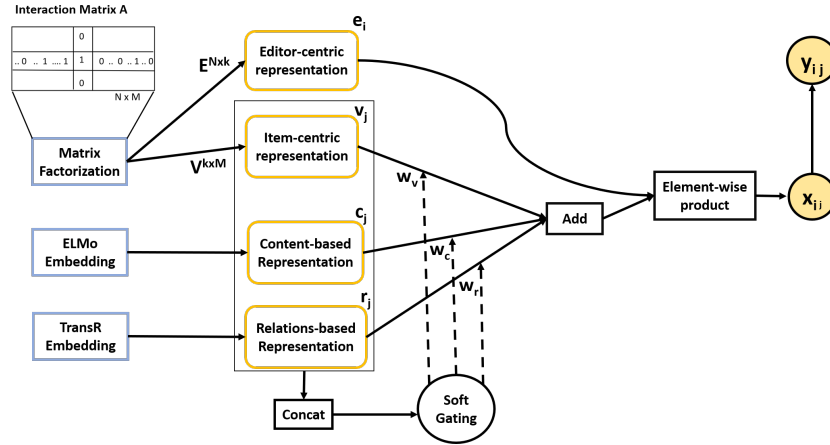 Interaction Matrix A
0
.. 0 .. 1 .... 1 1 0 .. 0 ..1..0
0
N x M
Matrix
Factorization
E^Nxk
V^kxM
e_i
Editor-centric
representation
v_j
Item-centric
representation
c_j
Content-based
Representation
r_j
Relations-based
Representation
ELMo
Embedding
TransR
Embedding
Concat
Soft
Gating
w_v
w_c
w_r
Add
Element-wise
product
x_ij
y_ij